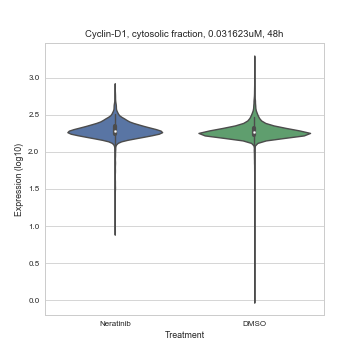 Cyclin-D1, cytosolic fraction, 0.031623uM, 48h
3.0
2.5
2.0
1.5
1.0
0.5
0.0
Expression (log10)
Neratinib DMSO
Treatment